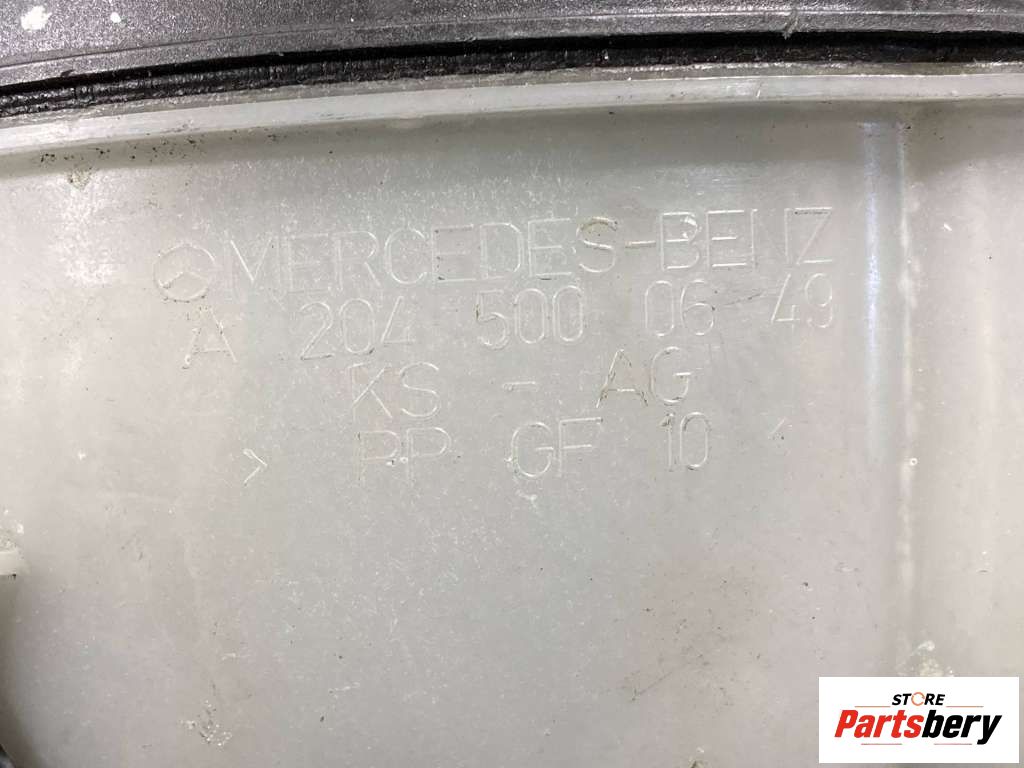 MERCEDES-BENZ
A 204 500 06 49
KS - AG
> PP GF 10 <
STORE
Partsbery